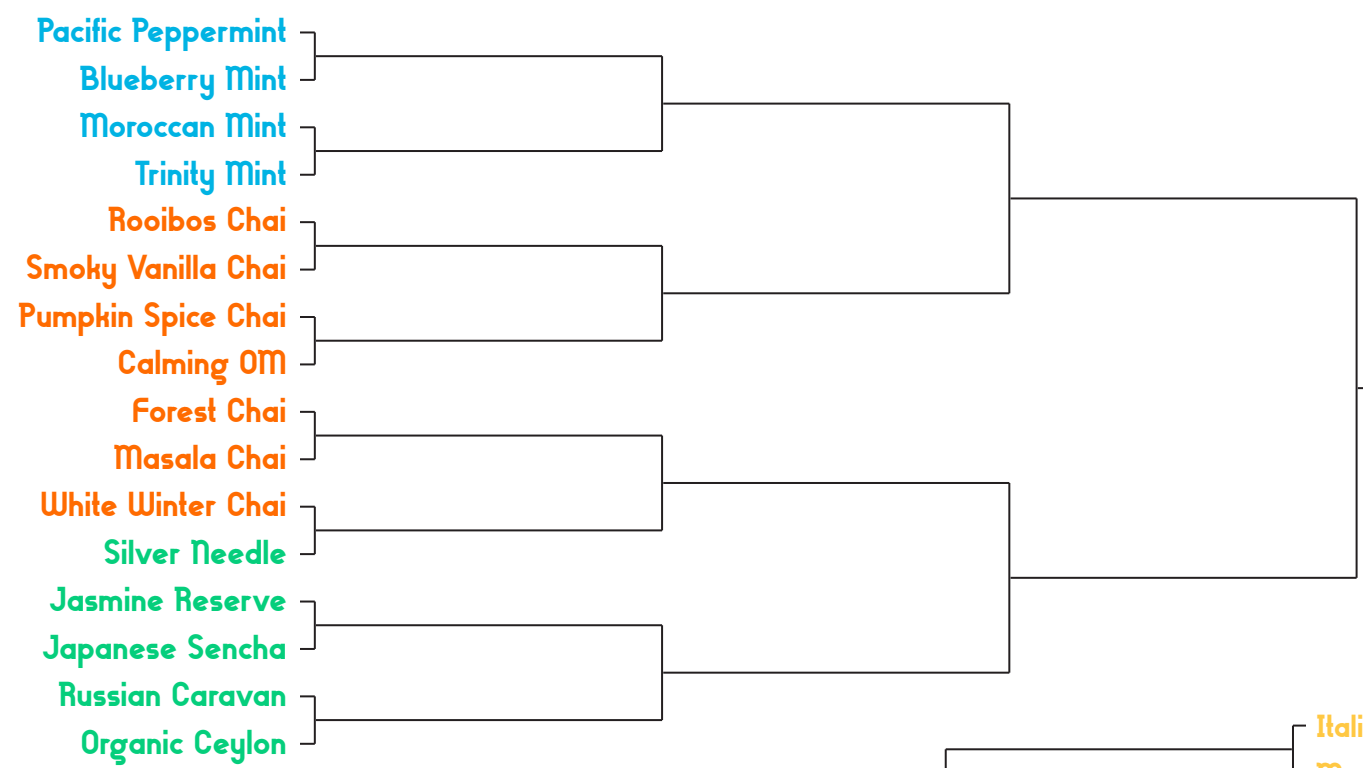 Pacific Peppermint
Blueberry Mint
Moroccan Mint
Trinity Mint
Rooibos Chai
Smoky Vanilla Chai
Pumpkin Spice Chai
Calming OM
Forest Chai
Masala Chai
White Winter Chai
Silver Needle
Jasmine Reserve
Japanese Sencha
Russian Caravan
Organic Ceylon
Itali